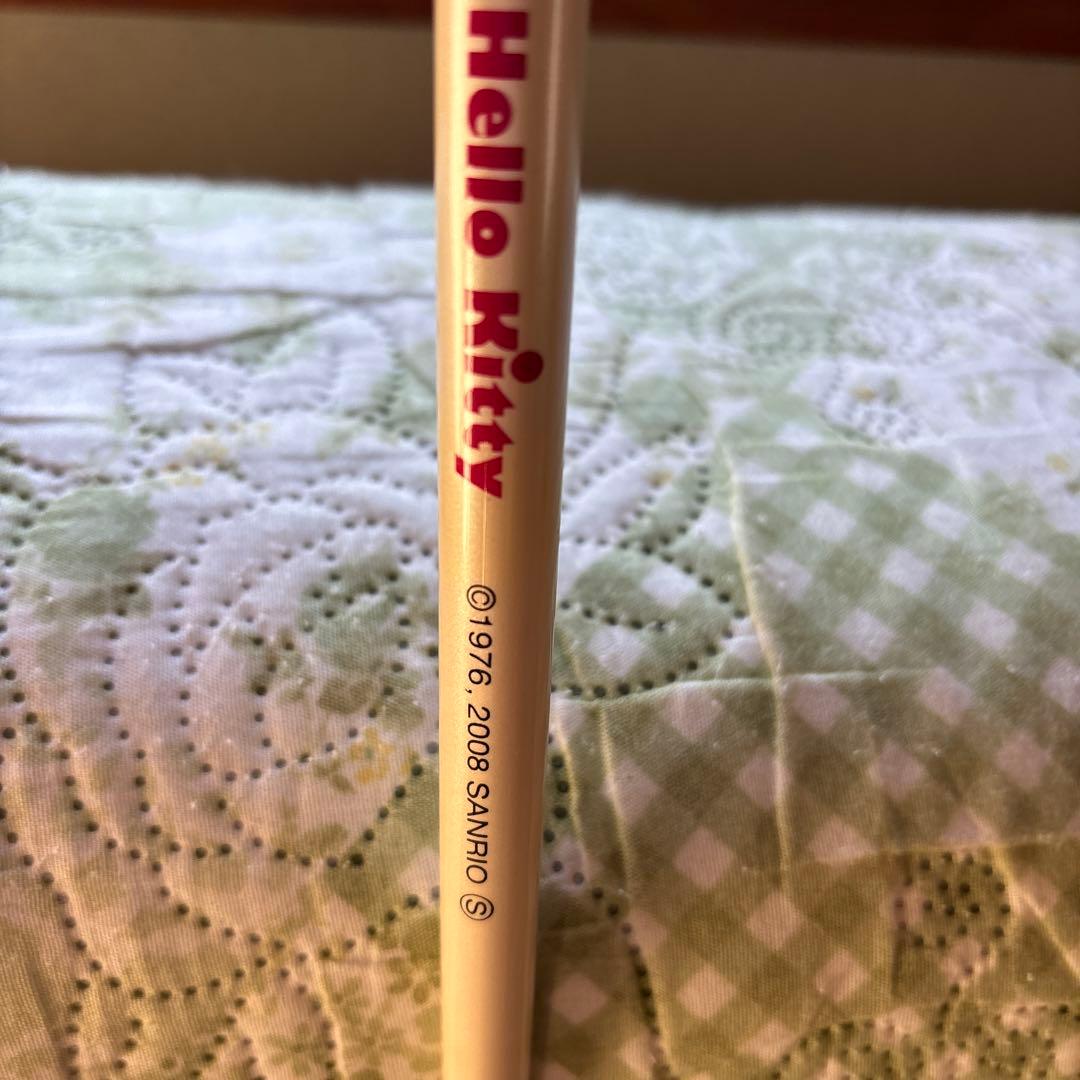 Hello Kitty
©1976, 2008 SANRIO Ⓢ